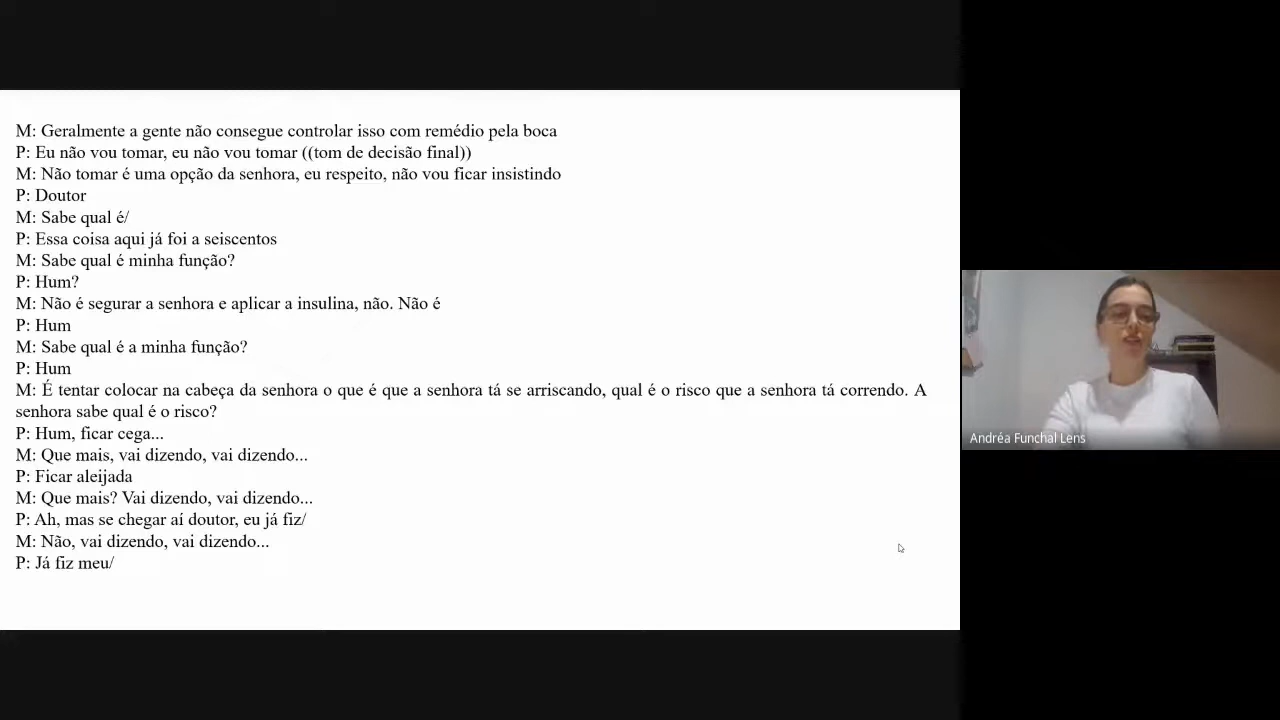 M: Geralmente a gente não consegue controlar isso com remédio pela boca
P: Eu não vou tomar, eu não vou tomar ((tom de decisão final))
M: Não tomar é uma opção da senhora, eu respeito, não vou ficar insistindo
P: Doutor
M: Sabe qual é/
P: Essa coisa aqui já foi a seiscentos
M: Sabe qual é minha função?
P: Hum?
M: Não é segurar a senhora e aplicar a insulina, não. Não é
P: Hum
M: Sabe qual é a minha função?
P: Hum
M: É tentar colocar na cabeça da senhora o que é que a senhora tá se arriscando, qual é o risco que a senhora tá correndo. A
senhora sabe qual é o risco?
P: Hum, ficar cega...
M: Que mais, vai dizendo, vai dizendo...
P: Ficar aleijada
M: Que mais? Vai dizendo, vai dizendo...
P: Ah, mas se chegar aí doutor, eu já fiz/
M: Não, vai dizendo, vai dizendo...
P: Já fiz meu/
Andréa Funchal Lens